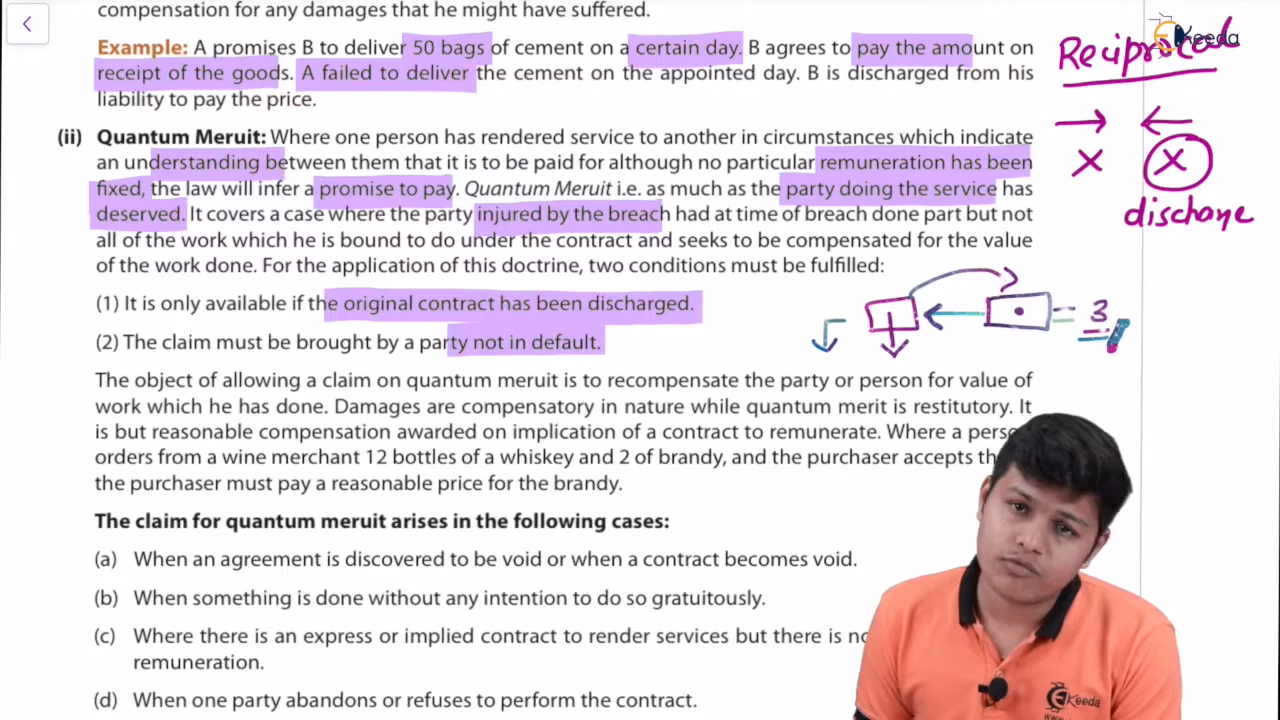 compensation for any damages that he might have suffered.
Example: A promises B to deliver 50 bags of cement on a certain day. B agrees to pay the amount on
receipt of the goods. A failed to deliver the cement on the appointed day. B is discharged from his
liability to pay the price.
(ii) Quantum Meruit: Where one person has rendered service to another in circumstances which indicate
an understanding between them that it is to be paid for although no particular remuneration has been
fixed, the law will infer a promise to pay. Quantum Meruit i.e. as much as the party doing the service has
deserved. It covers a case where the party injured by the breach had at time of breach done part but not
all of the work which he is bound to do under the contract and seeks to be compensated for the value
of the work done. For the application of this doctrine, two conditions must be fulfilled:
(1) It is only available if the original contract has been discharged.
(2) The claim must be brought by a party not in default.
The object of allowing a claim on quantum meruit is to recompense the party or person for value of
work which he has done. Damages are compensatory in nature while quantum merit is restitutory. It
is but reasonable compensation awarded on implication of a contract to remunerate. Where a pers
orders from a wine merchant 12 bottles of a whiskey and 2 of brandy, and the purchaser accepts th
the purchaser must pay a reasonable price for the brandy.
The claim for quantum meruit arises in the following cases:
(a) When an agreement is discovered to be void or when a contract becomes void.
(b) When something is done without any intention to do so gratuitously.
(c) Where there is an express or implied contract to render services but there is no
remuneration.
(d) When one party abandons or refuses to perform the contract.
Reciprocal
Ekeeda
x x
discharge
= 3
Ekeeda